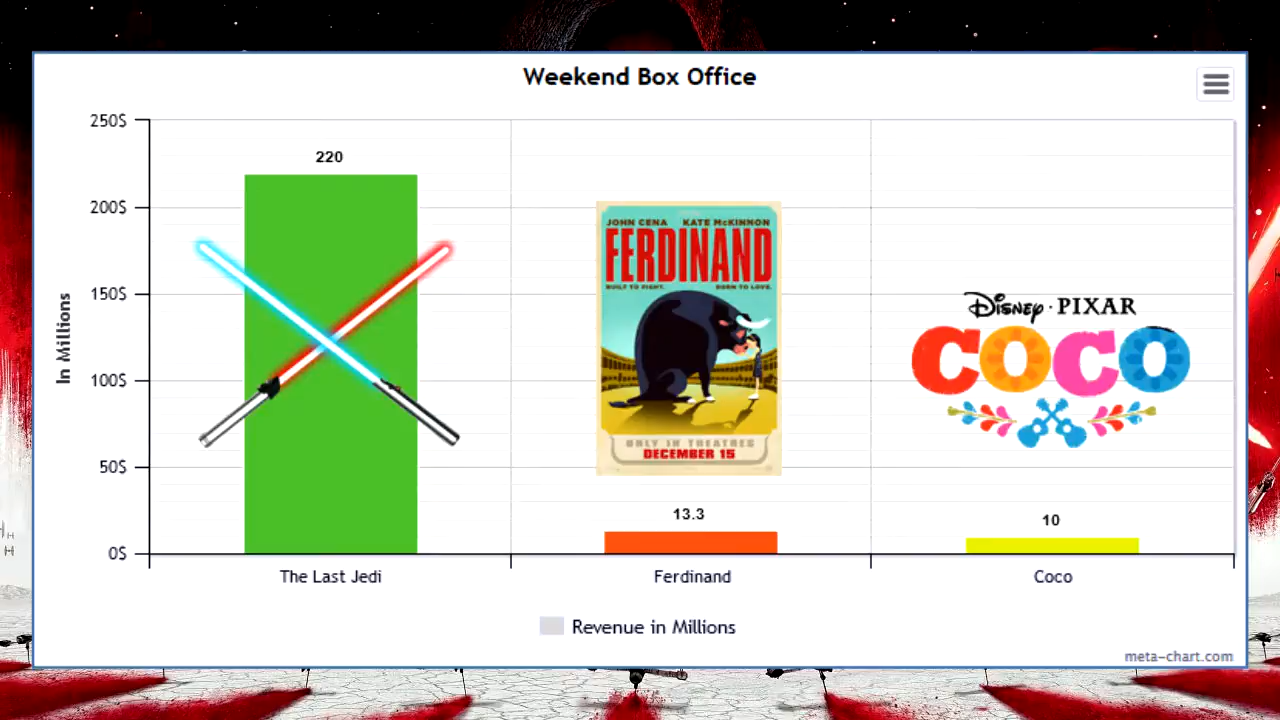 Weekend Box Office
250$
220
200$
150$
100$
50$
0$
In Millions
JOHN CENA KATE McKINNON
FERDINAND
BUILT TO FIGHT. BORN TO LOVE.
ONLY IN THEATRES
DECEMBER 15
13.3
Disney · PIXAR
COCO
10
The Last Jedi
Ferdinand
Coco
Revenue in Millions
meta-chart.com